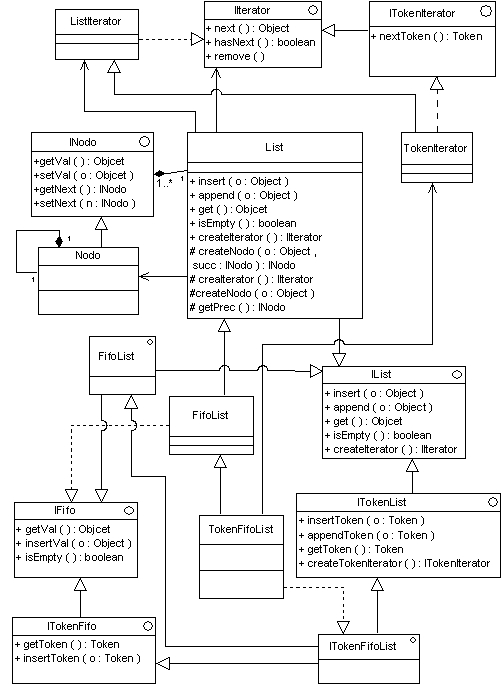 ListIterator
IIterator
+ next ( ) : Object
+ hasNext ( ) : boolean
+ remove ( )
ITokenIterator
+ nextToken ( ) : Token
TokenIterator
INodo
+getVal ( ) : Objcet
+setVal ( o : Objcet )
+getNext ( ) : INodo
+setNext ( n : INodo )
1..*
1
List
+ insert ( o : Object )
+ append ( o : Object )
+ get ( ) : Objcet
+ isEmpty ( ) : boolean
+ createIterator ( ) : IIterator
# createNodo ( o : Object ,
succ : INodo ) : INodo
# creaIterator ( ) : IIterator
#createNodo ( o : Object )
# getPrec ( ) : INodo
1
Nodo
1
FifoList
FifoList
IList
+ insert ( o : Object )
+ append ( o : Object )
+ get ( ) : Objcet
+ isEmpty ( ) : boolean
+ createIterator ( ) : IIterator
IFifo
+ getVal ( ) : Objcet
+ insertVal ( o : Object )
+ isEmpty ( ) : boolean
TokenFifoList
ITokenList
+ insertToken ( o : Token )
+ appendToken ( o : Token )
+ getToken ( ) : Token
+ createTokenIterator ( ) : ITokenIterator
ITokenFifo
+ getToken ( ) : Token
+ insertToken ( o : Token )
ITokenFifoList